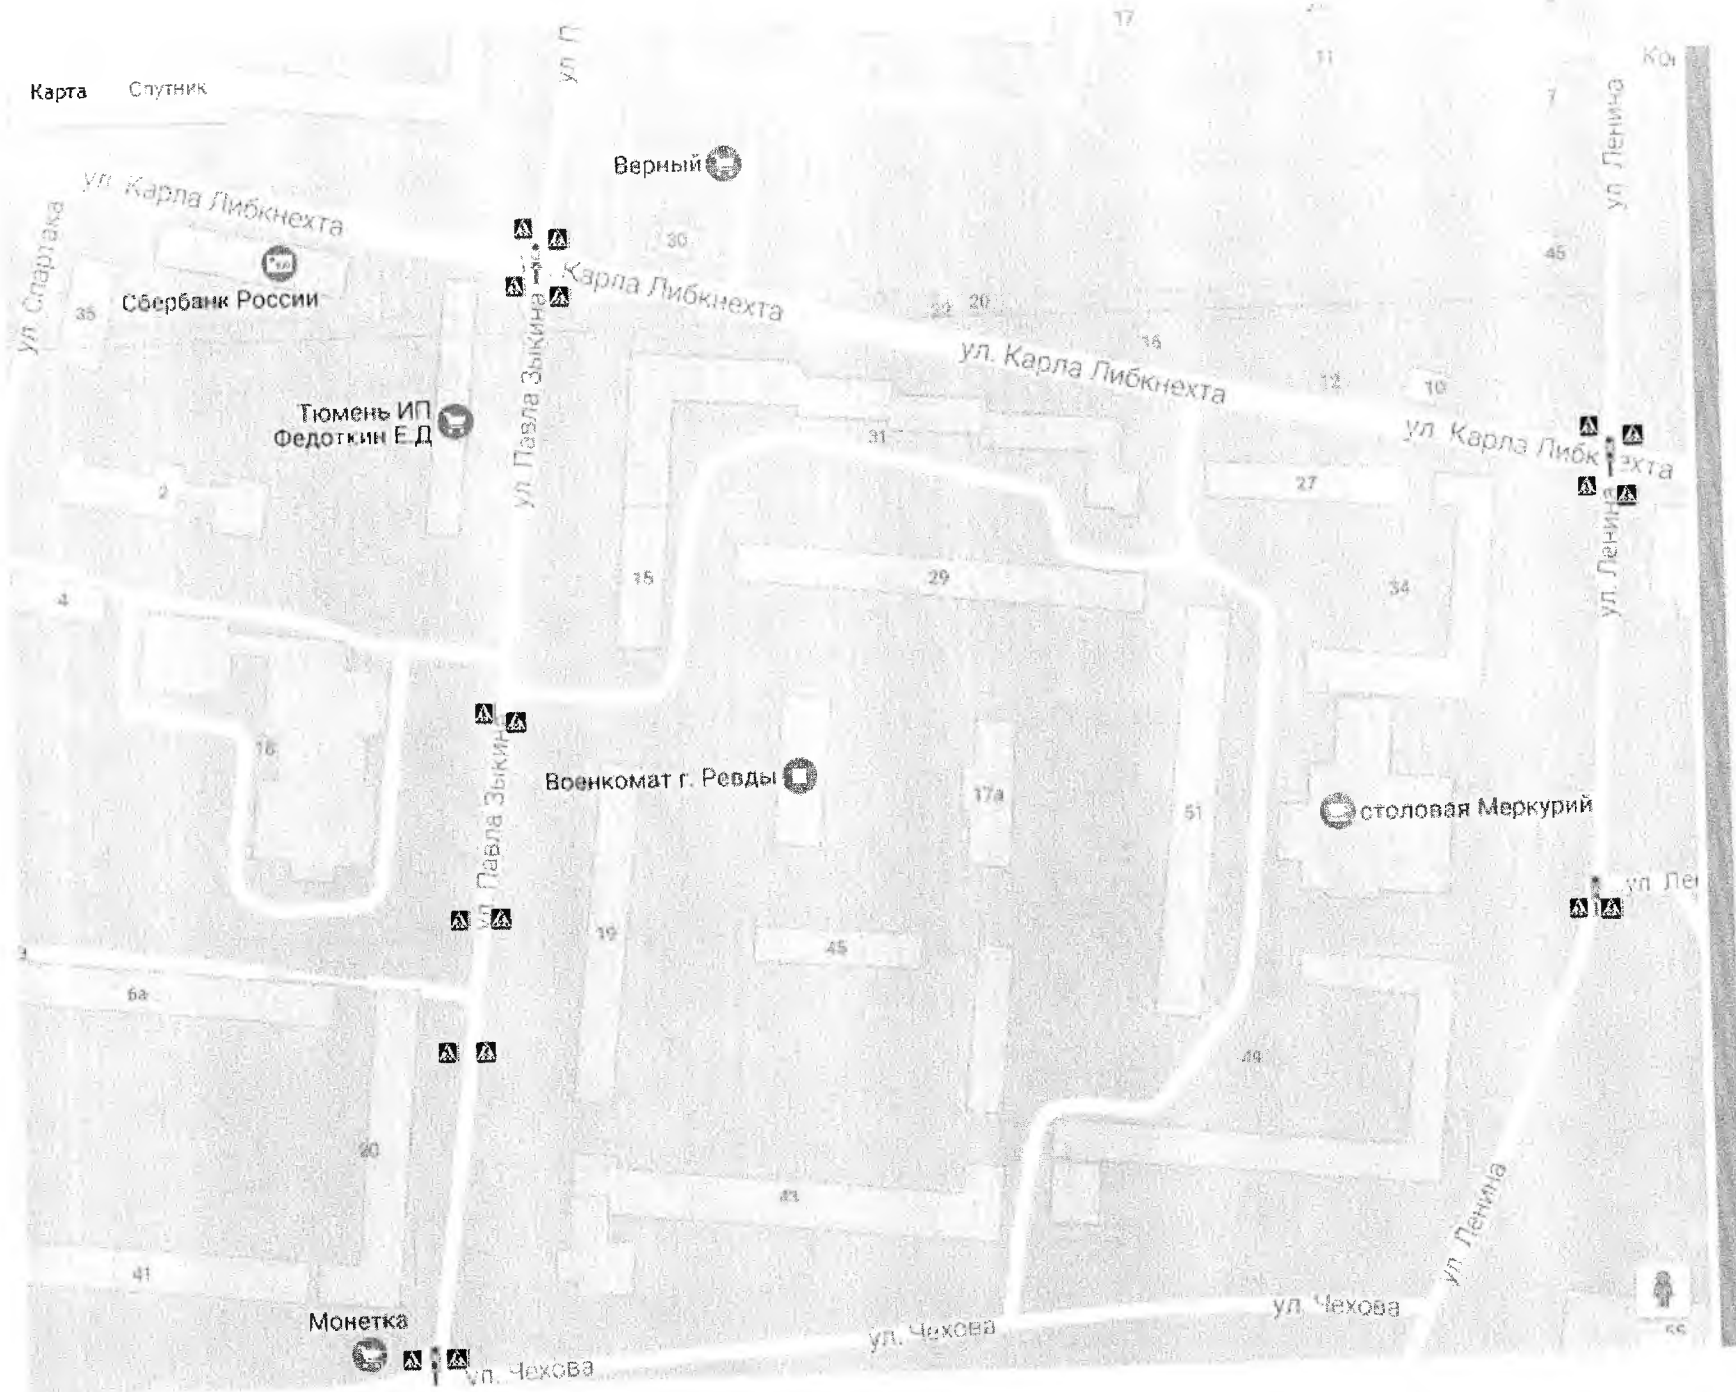 17
11
Карта Спутник
ул. П
7
ул. Ленина
Верный
ул. Карла Либкнехта
ул. Спартака
30
45
Сбербанк России
35
Карла Либкнехта
22
20
16
ул. Карла Либкнехта
12
10
Тюмень ИП
Федоткин Е.Д
ул. Павла Зыкина
31
ул. Карла Либкнехта
2
27
15
29
34
ул. Ленина
4
16
Военкомат г. Ревды
17а
51
столовая Меркурий
ул. Павла Зыкина
ул. Лен
19
45
6а
49
20
43
ул. Ленина
41
Монетка
ул. Чехова
ул. Чехова
ул. Чехова